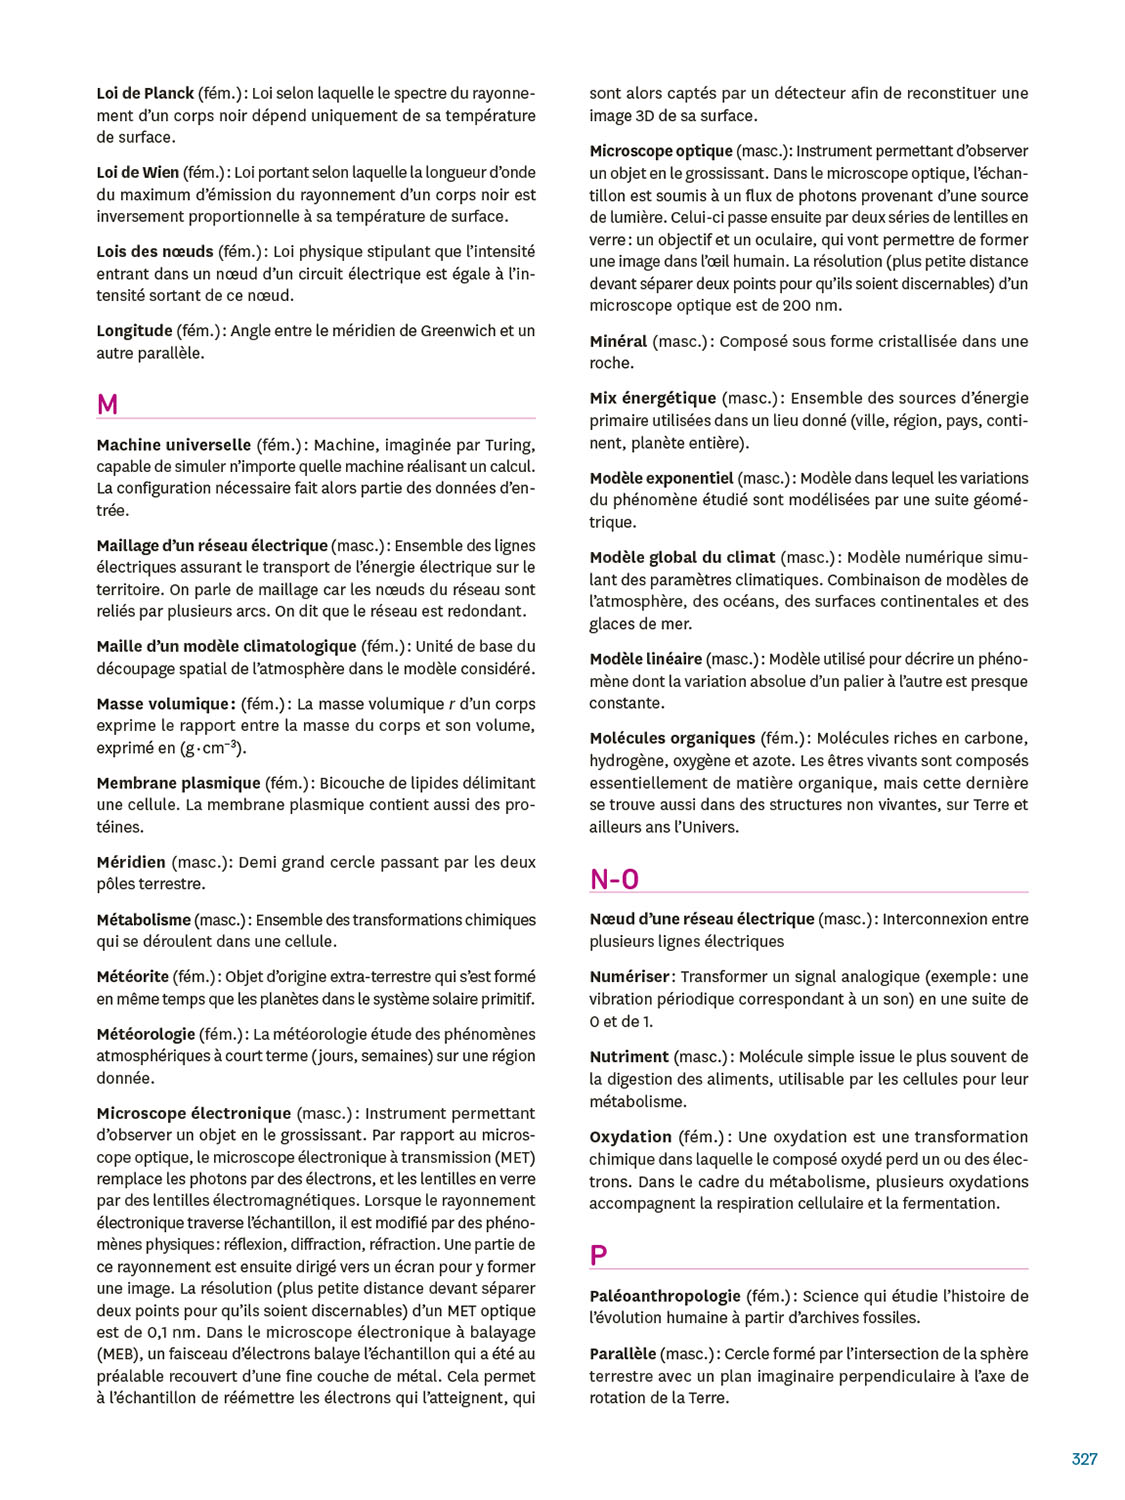 Loi de Planck (fém.) : Loi selon laquelle le spectre du rayonne-
ment d’un corps noir dépend uniquement de sa température
de surface.
Loi de Wien (fém.) : Loi portant selon laquelle la longueur d’onde
du maximum d’émission du rayonnement d’un corps noir est
inversement proportionnelle à sa température de surface.
Lois des nœuds (fém.) : Loi physique stipulant que l’intensité
entrant dans un nœud d’un circuit électrique est égale à l’in-
tensité sortant de ce nœud.
Longitude (fém.) : Angle entre le méridien de Greenwich et un
autre parallèle.
M
Machine universelle (fém.) : Machine, imaginée par Turing,
capable de simuler n’importe quelle machine réalisant un calcul.
La configuration nécessaire fait alors partie des données d’en-
trée.
Maillage d’un réseau électrique (masc.) : Ensemble des lignes
électriques assurant le transport de l’énergie électrique sur le
territoire. On parle de maillage car les nœuds du réseau sont
reliés par plusieurs arcs. On dit que le réseau est redondant.
Maille d’un modèle climatologique (fém.) : Unité de base du
découpage spatial de l’atmosphère dans le modèle considéré.
Masse volumique : (fém.) : La masse volumique r d’un corps
exprime le rapport entre la masse du corps et son volume,
exprimé en (g·cm⁻³).
Membrane plasmique (fém.) : Bicouche de lipides délimitant
une cellule. La membrane plasmique contient aussi des pro-
téines.
Méridien (masc.): Demi grand cercle passant par les deux
pôles terrestre.
Métabolisme (masc.) : Ensemble des transformations chimiques
qui se déroulent dans une cellule.
Météorite (fém.) : Objet d’origine extra-terrestre qui s’est formé
en même temps que les planètes dans le système solaire primitif.
Météorologie (fém.) : La météorologie étude des phénomènes
atmosphériques à court terme (jours, semaines) sur une région
donnée.
Microscope électronique (masc.) : Instrument permettant
d’observer un objet en le grossissant. Par rapport au micros-
cope optique, le microscope électronique à transmission (MET)
remplace les photons par des électrons, et les lentilles en verre
par des lentilles électromagnétiques. Lorsque le rayonnement
électronique traverse l’échantillon, il est modifié par des phéno-
mènes physiques : réflexion, diffraction, réfraction. Une partie de
ce rayonnement est ensuite dirigé vers un écran pour y former
une image. La résolution (plus petite distance devant séparer
deux points pour qu’ils soient discernables) d’un MET optique
est de 0,1 nm. Dans le microscope électronique à balayage
(MEB), un faisceau d’électrons balaye l’échantillon qui a été au
préalable recouvert d’une fine couche de métal. Cela permet
à l’échantillon de réémettre les électrons qui l’atteignent, qui
sont alors captés par un détecteur afin de reconstituer une
image 3D de sa surface.
Microscope optique (masc.): Instrument permettant d’observer
un objet en le grossissant. Dans le microscope optique, l’échan-
tillon est soumis à un flux de photons provenant d’une source
de lumière. Celui-ci passe ensuite par deux séries de lentilles en
verre : un objectif et un oculaire, qui vont permettre de former
une image dans l’œil humain. La résolution (plus petite distance
devant séparer deux points pour qu’ils soient discernables) d’un
microscope optique est de 200 nm.
Minéral (masc.) : Composé sous forme cristallisée dans une
roche.
Mix énergétique (masc.) : Ensemble des sources d’énergie
primaire utilisées dans un lieu donné (ville, région, pays, conti-
nent, planète entière).
Modèle exponentiel (masc.) : Modèle dans lequel les variations
du phénomène étudié sont modélisées par une suite géomé-
trique.
Modèle global du climat (masc.) : Modèle numérique simu-
lant des paramètres climatiques. Combinaison de modèles de
l’atmosphère, des océans, des surfaces continentales et des
glaces de mer.
Modèle linéaire (masc.) : Modèle utilisé pour décrire un phéno-
mène dont la variation absolue d’un palier à l’autre est presque
constante.
Molécules organiques (fém.) : Molécules riches en carbone,
hydrogène, oxygène et azote. Les êtres vivants sont composés
essentiellement de matière organique, mais cette dernière
se trouve aussi dans des structures non vivantes, sur Terre et
ailleurs ans l’Univers.
N-O
Nœud d’une réseau électrique (masc.) : Interconnexion entre
plusieurs lignes électriques
Numériser : Transformer un signal analogique (exemple : une
vibration périodique correspondant à un son) en une suite de
0 et de 1.
Nutriment (masc.) : Molécule simple issue le plus souvent de
la digestion des aliments, utilisable par les cellules pour leur
métabolisme.
Oxydation (fém.) : Une oxydation est une transformation
chimique dans laquelle le composé oxydé perd un ou des élec-
trons. Dans le cadre du métabolisme, plusieurs oxydations
accompagnent la respiration cellulaire et la fermentation.
P
Paléoanthropologie (fém.) : Science qui étudie l’histoire de
l’évolution humaine à partir d’archives fossiles.
Parallèle (masc.) : Cercle formé par l’intersection de la sphère
terrestre avec un plan imaginaire perpendiculaire à l’axe de
rotation de la Terre.
327